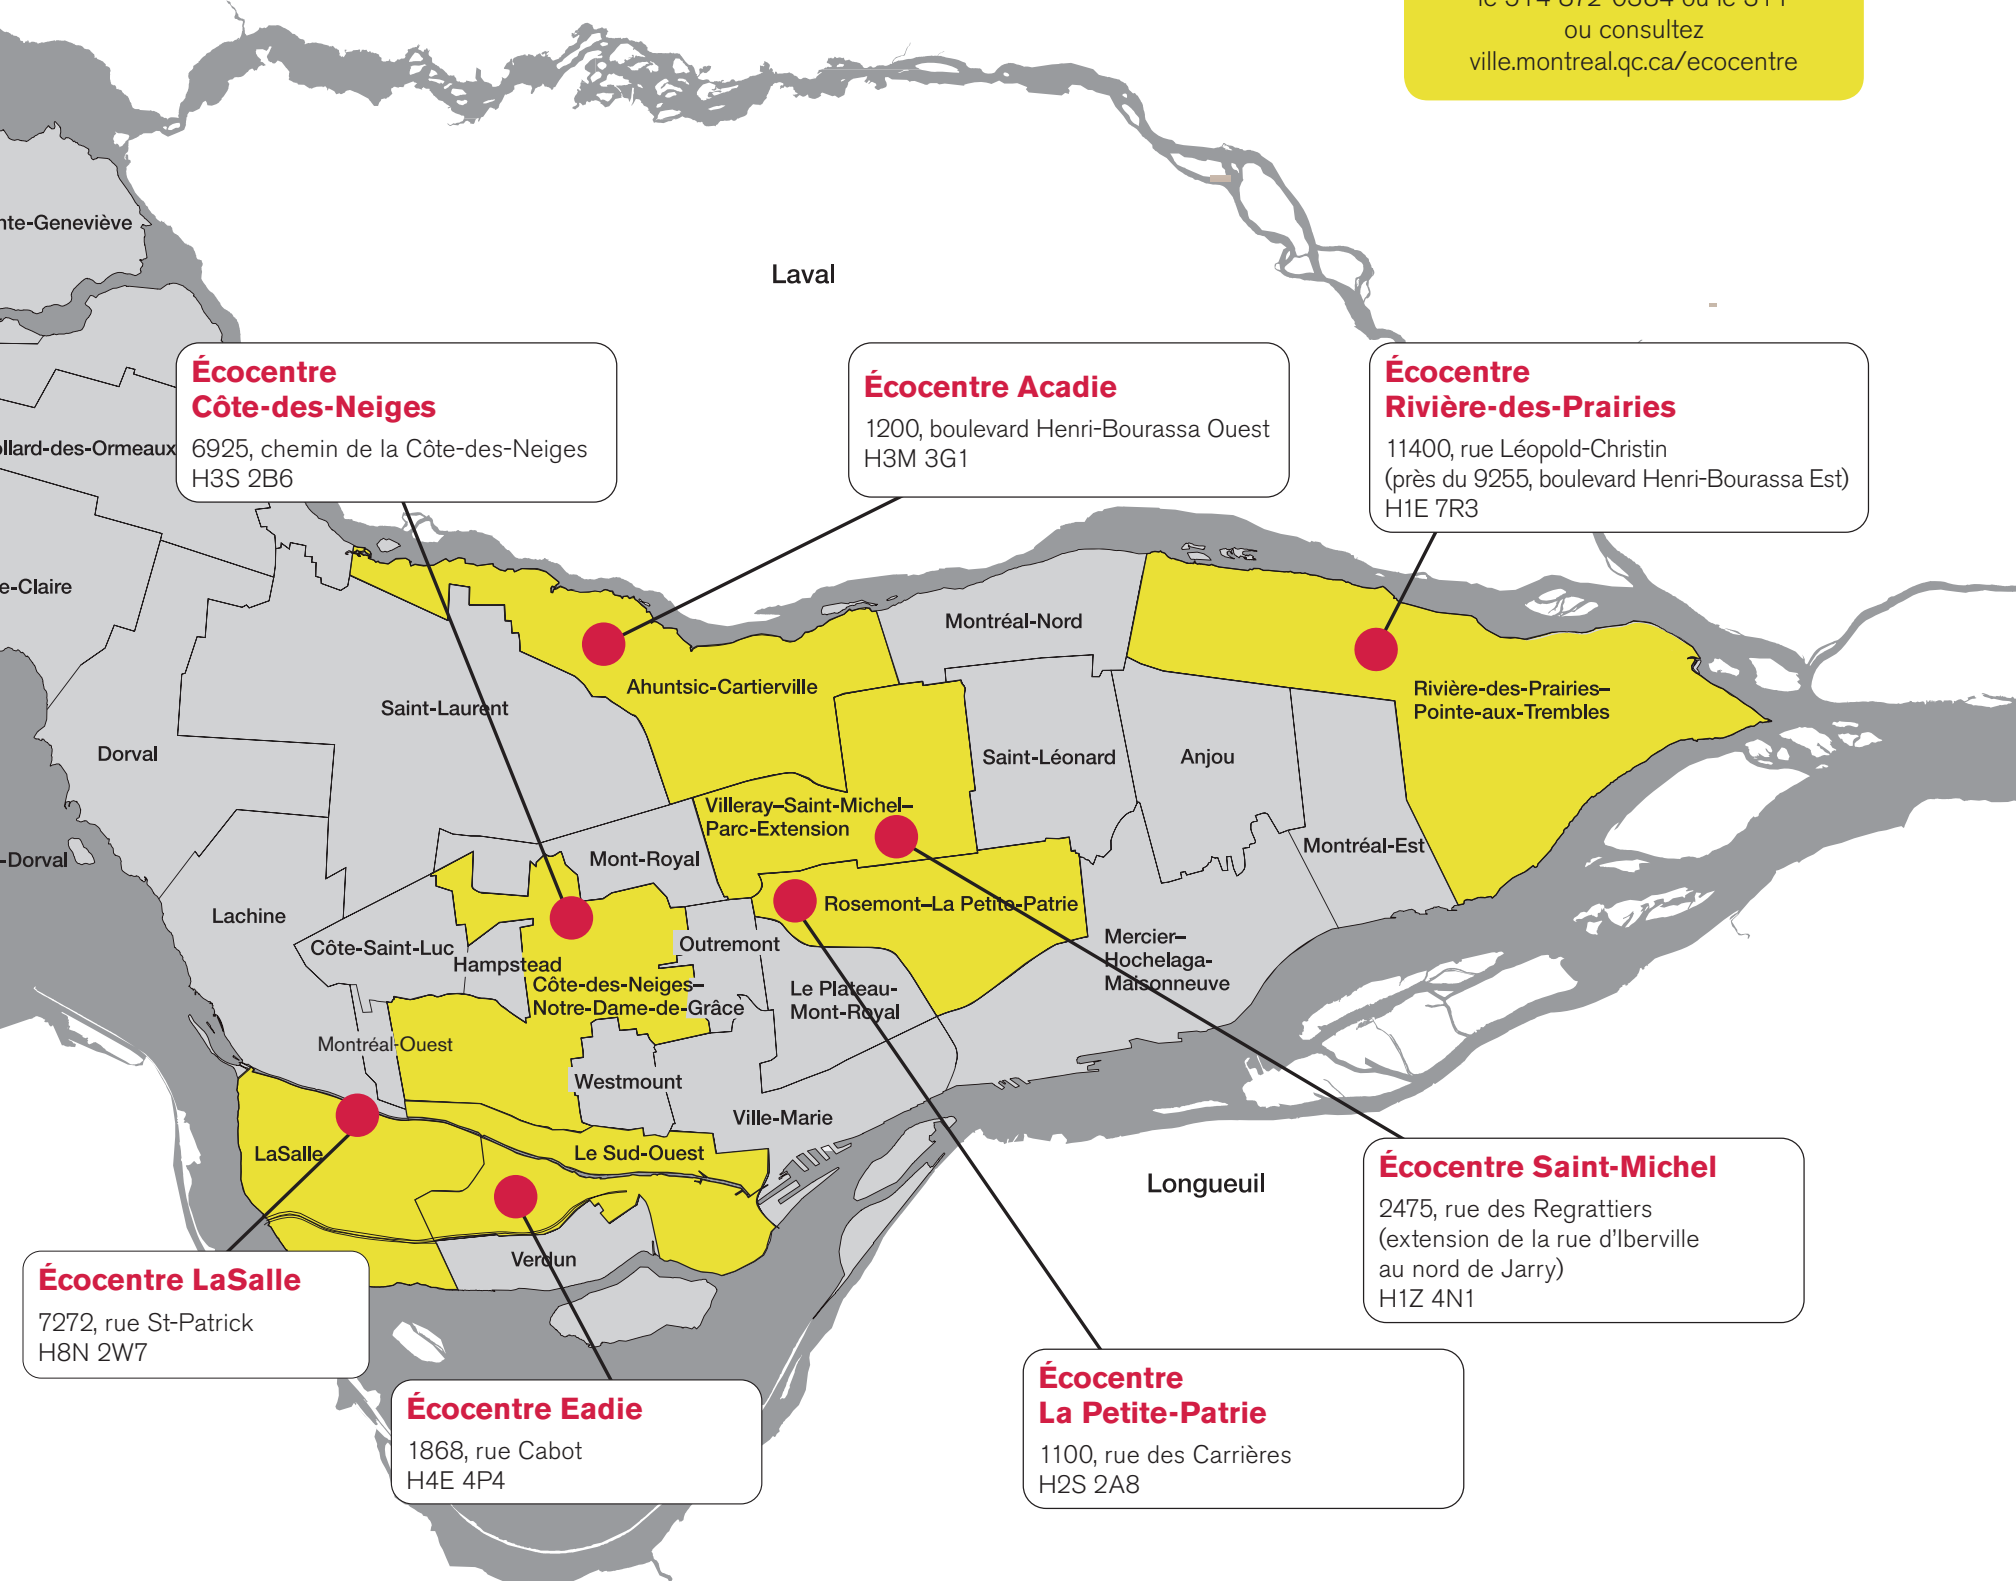 ou consultez
ville.montreal.qc.ca/ecocentre
Laval
Écocentre
Côte-des-Neiges
6925, chemin de la Côte-des-Neiges
H3S 2B6
Écocentre Acadie
1200, boulevard Henri-Bourassa Ouest
H3M 3G1
Écocentre
Rivière-des-Prairies
11400, rue Léopold-Christin
(près du 9255, boulevard Henri-Bourassa Est)
H1E 7R3
Montréal-Nord
Ahuntsic-Cartierville
Saint-Laurent
Rivière-des-Prairies–
Pointe-aux-Trembles
Dorval
Saint-Léonard
Anjou
Villeray–Saint-Michel–
Parc-Extension
Montréal-Est
Mont-Royal
-Dorval
Lachine
Rosemont–La Petite-Patrie
Côte-Saint-Luc
Hampstead
Outremont
Mercier–
Hochelaga-
Maisonneuve
Côte-des-Neiges–
Notre-Dame-de-Grâce
Le Plateau-
Mont-Royal
Montréal-Ouest
Westmount
Ville-Marie
LaSalle
Le Sud-Ouest
Verdun
Longueuil
Écocentre Saint-Michel
2475, rue des Regrattiers
(extension de la rue d'Iberville
au nord de Jarry)
H1Z 4N1
Écocentre LaSalle
7272, rue St-Patrick
H8N 2W7
Écocentre Eadie
1868, rue Cabot
H4E 4P4
Écocentre
La Petite-Patrie
1100, rue des Carrières
H2S 2A8